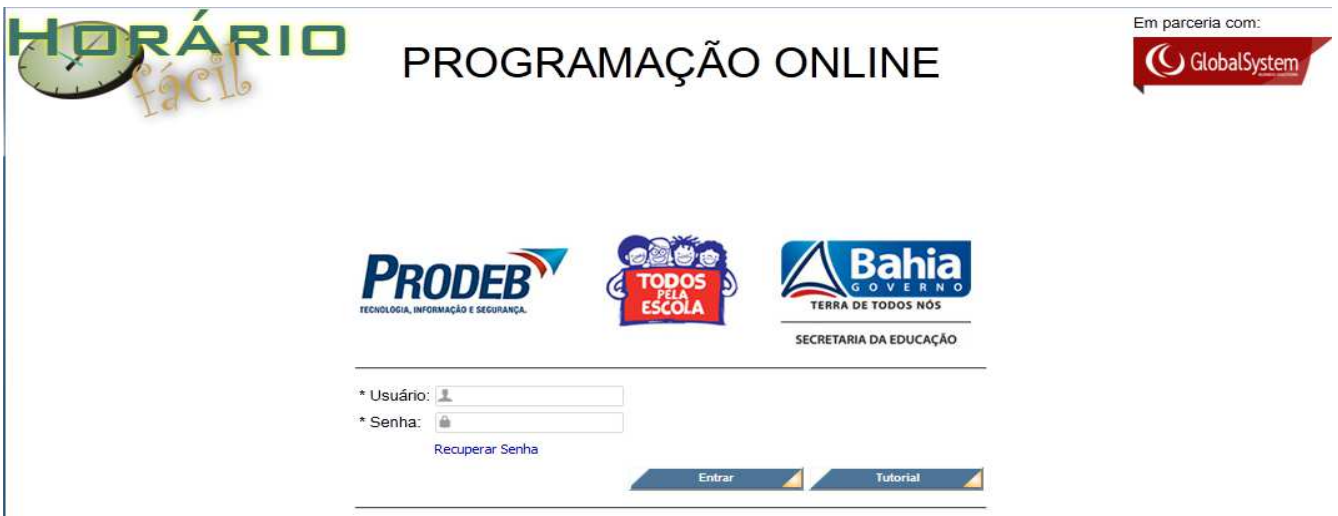 HORÁRIO
fácil
PROGRAMAÇÃO ONLINE
Em parceria com:
GlobalSystem
PRODEB
TECNOLOGIA, INFORMAÇÃO E SEGURANÇA.
TODOS
PELA
ESCOLA
Bahia
GOVERNO
TERRA DE TODOS NÓS
SECRETARIA DA EDUCAÇÃO
* Usuário:
* Senha:
Recuperar Senha
Entrar
Tutorial